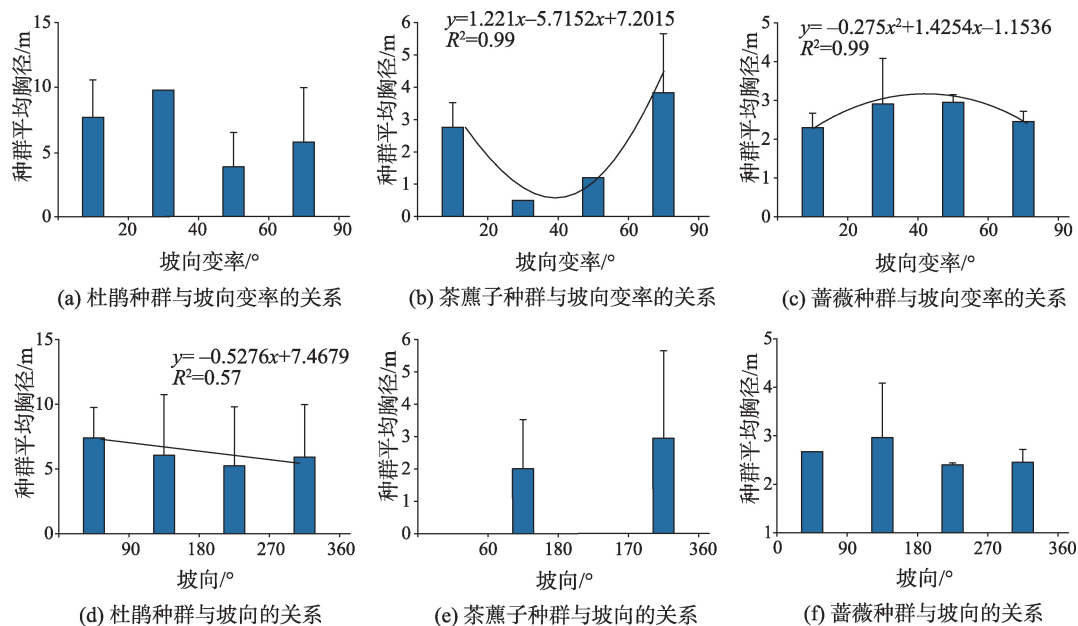 15
10
5
0
种群平均胸径/m
20
40
60
90
坡向变率/°
(a) 杜鹃种群与坡向变率的关系
6
5
4
3
2
1
0
种群平均胸径/m
y=1.221x–5.7152x+7.2015
R²=0.99
20
40
60
90
坡向变率/°
(b) 茶藨子种群与坡向变率的关系
5
4
3
2
1
种群平均胸径/m
y= –0.275x²+1.4254x–1.1536
R²=0.99
20
40
60
90
坡向变率/°
(c) 蔷薇种群与坡向变率的关系
15
10
5
0
种群平均胸径/m
y= –0.5276x+7.4679
R²=0.57
90
180
270
360
坡向/°
(d) 杜鹃种群与坡向的关系
6
5
4
3
2
1
0
种群平均胸径/m
60
180
170
360
坡向/°
(e) 茶藨子种群与坡向的关系
5
4
3
2
1
种群平均胸径/m
0
90
180
270
360
坡向/°
(f) 蔷薇种群与坡向的关系